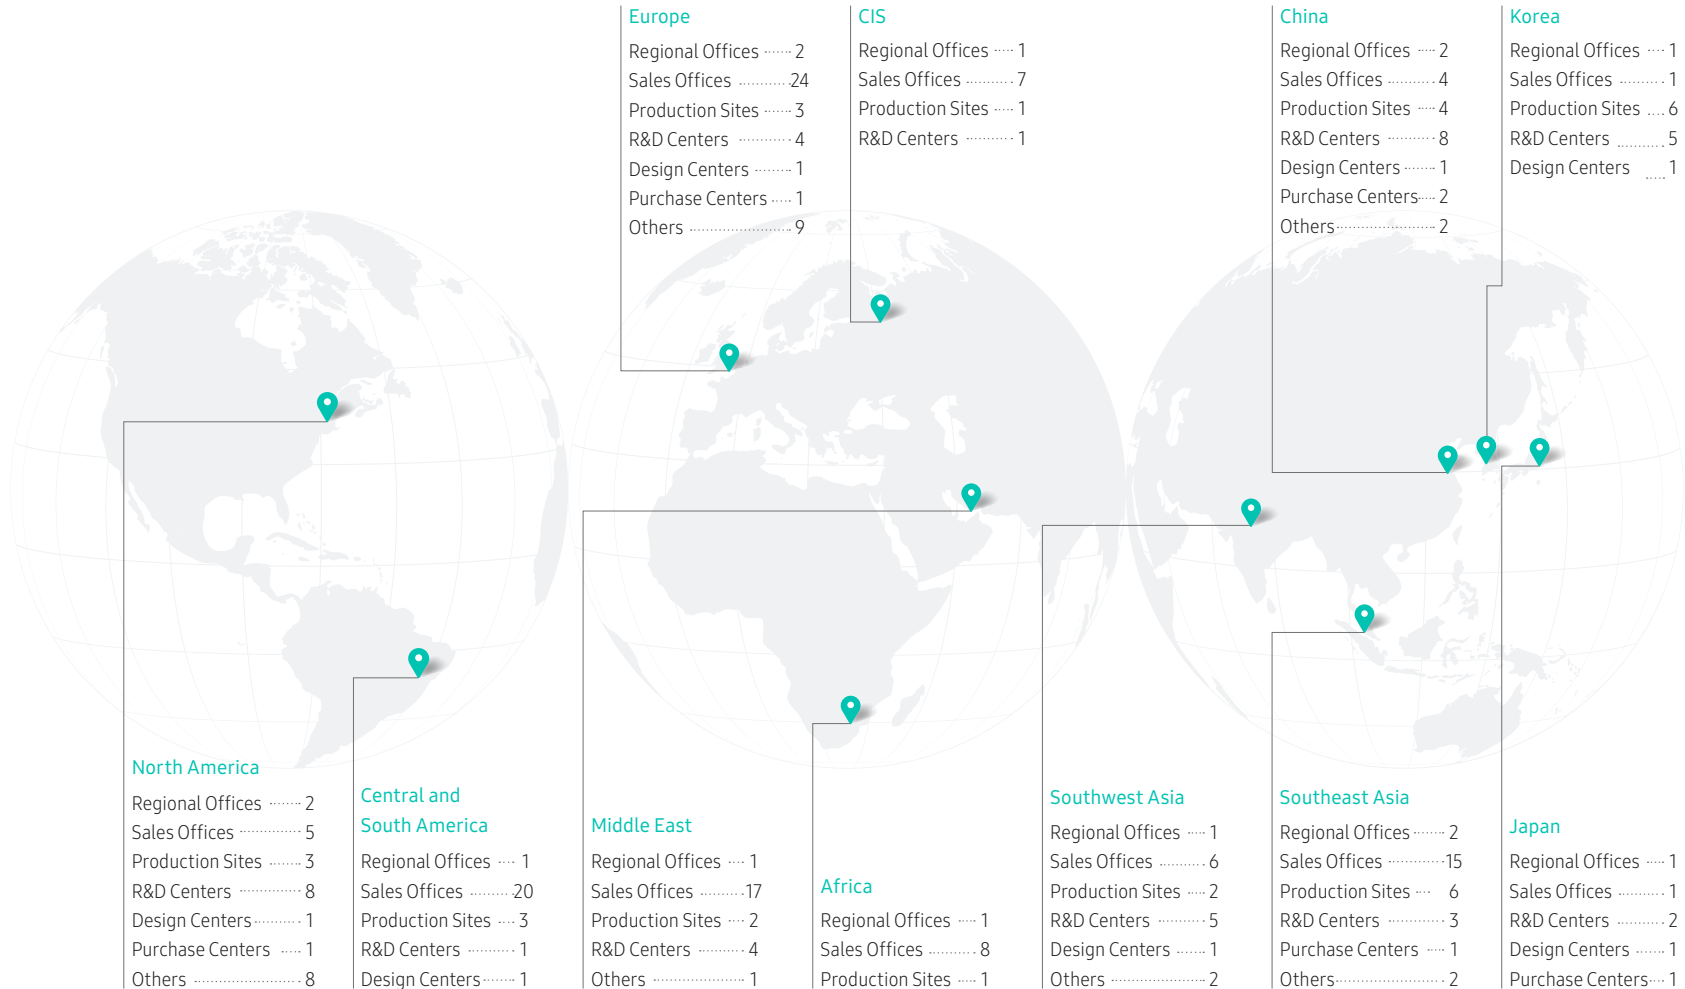 Europe
Regional Offices 2
Sales Offices 24
Production Sites 3
R&D Centers 4
Design Centers 1
Purchase Centers 1
Others 9
CIS
Regional Offices 1
Sales Offices 7
Production Sites 1
R&D Centers 1
China
Regional Offices 2
Sales Offices 4
Production Sites 4
R&D Centers 8
Design Centers 1
Purchase Centers 2
Others 2
Korea
Regional Offices 1
Sales Offices 1
Production Sites 6
R&D Centers 5
Design Centers 1
North America
Regional Offices 2
Sales Offices 5
Production Sites 3
R&D Centers 8
Design Centers 1
Purchase Centers 1
Others 8
Central and
South America
Regional Offices 1
Sales Offices 20
Production Sites 3
R&D Centers 1
Design Centers 1
Middle East
Regional Offices 1
Sales Offices 17
Production Sites 2
R&D Centers 4
Others 1
Africa
Regional Offices 1
Sales Offices 8
Production Sites 1
Southwest Asia
Regional Offices 1
Sales Offices 6
Production Sites 2
R&D Centers 5
Design Centers 1
Others 2
Southeast Asia
Regional Offices 2
Sales Offices 15
Production Sites 6
R&D Centers 3
Purchase Centers 1
Others 2
Japan
Regional Offices 1
Sales Offices 1
R&D Centers 2
Design Centers 1
Purchase Centers 1